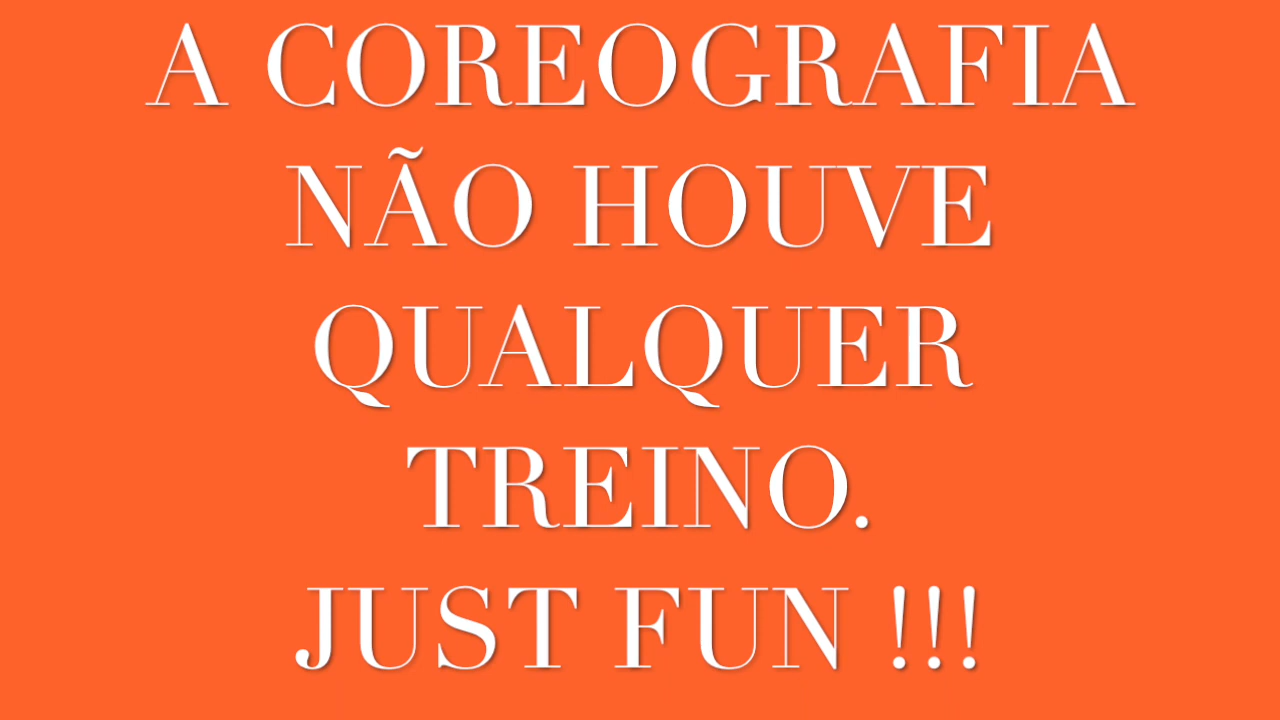 A COREOGRAFIA
NÃO HOUVE
QUALQUER
TREINO.
JUST FUN !!!